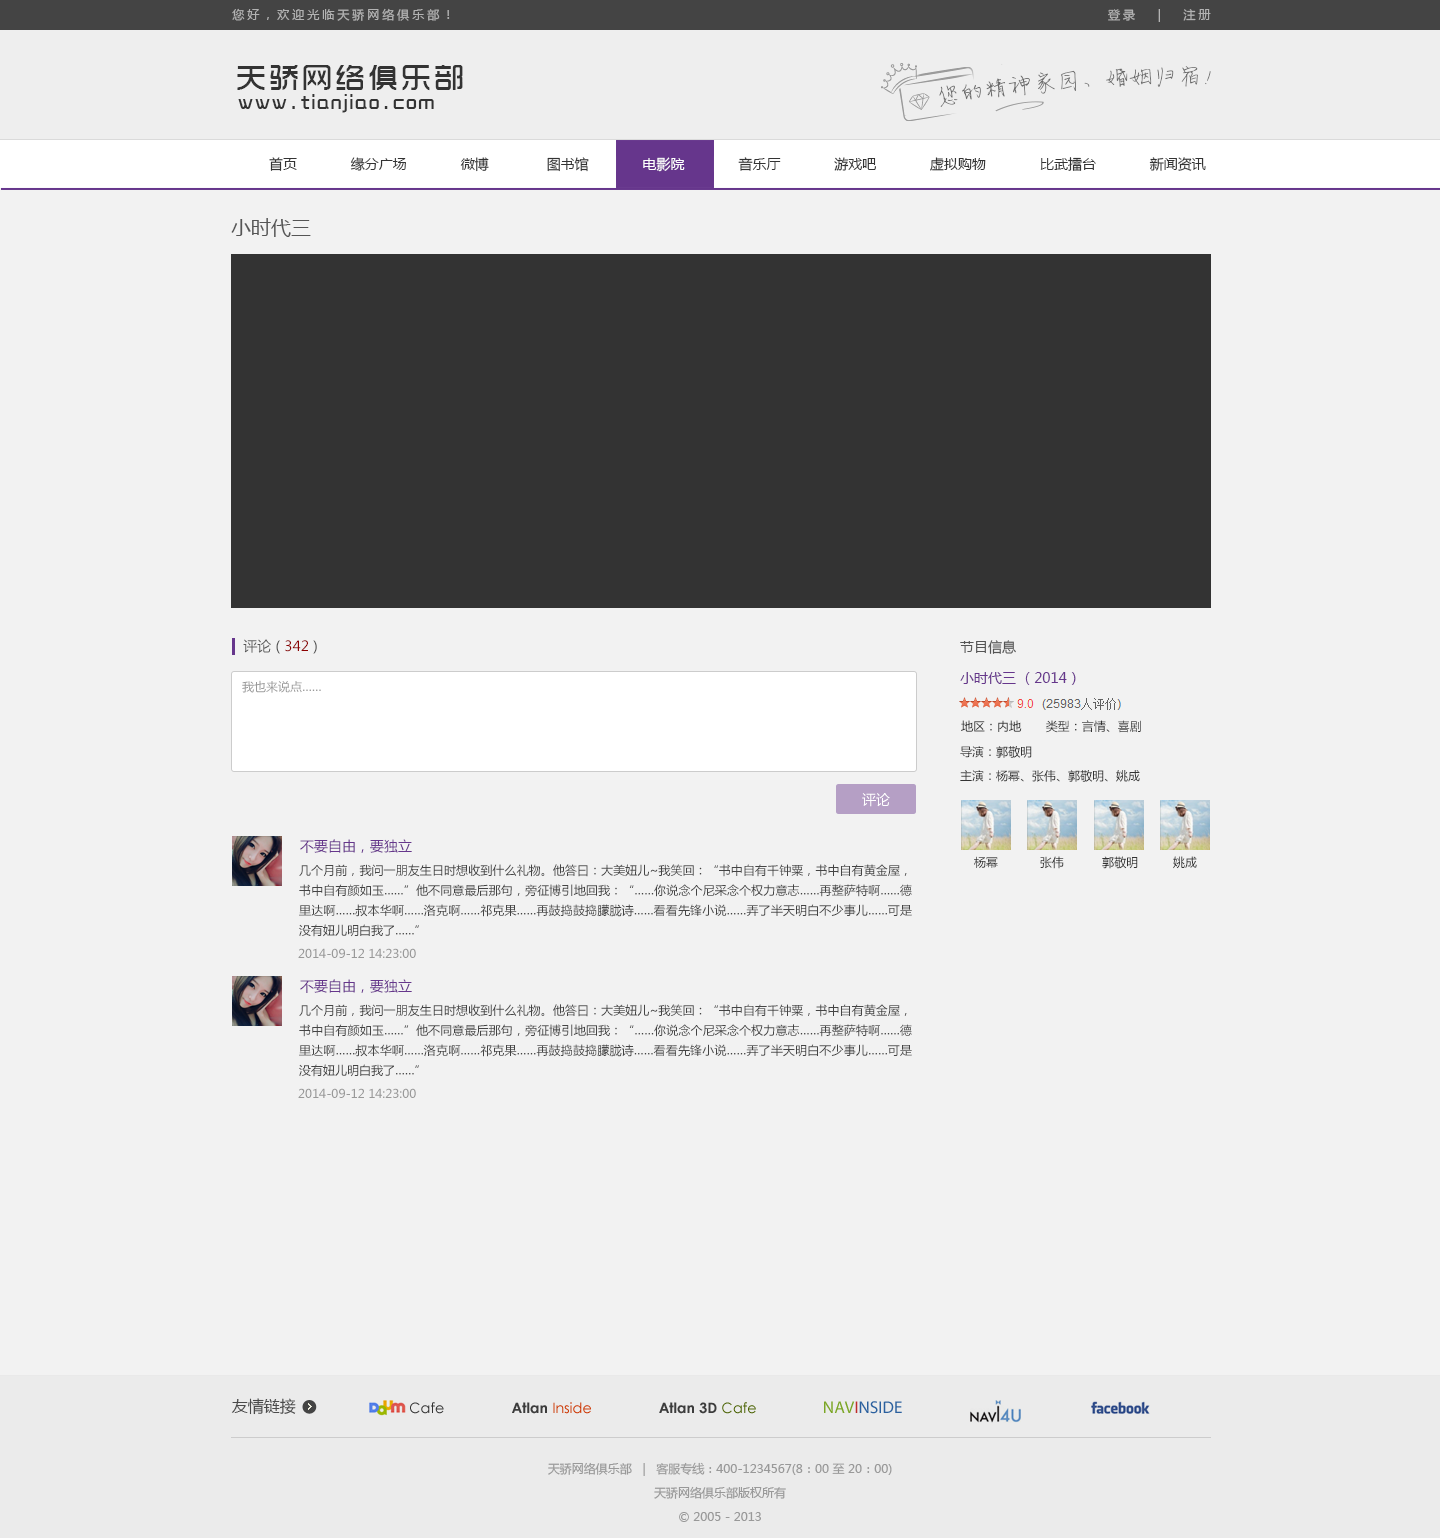 您好，欢迎光临天骄网络俱乐部！
登录 | 注册
天骄网络俱乐部
www.tianjiao.com
您的精神家园、婚姻归宿！
首页 缘分广场 微博 图书馆 电影院 音乐厅 游戏吧 虚拟购物 比武擂台 新闻资讯
小时代三
评论 ( 342 )
我也来说点......
评论
不要自由，要独立
几个月前，我问一朋友生日时想收到什么礼物。他答曰：大美妞儿~我笑回：“书中自有千钟粟，书中自有黄金屋，
书中自有颜如玉......”他不同意最后那句，旁征博引地回我：“......你说念个尼采念个权力意志......再整萨特啊......德
里达啊......叔本华啊......洛克啊......祁克果......再鼓捣鼓捣朦胧诗......看看先锋小说......弄了半天明白不少事儿......可是
没有妞儿明白我了......”
2014-09-12 14:23:00
不要自由，要独立
几个月前，我问一朋友生日时想收到什么礼物。他答曰：大美妞儿~我笑回：“书中自有千钟粟，书中自有黄金屋，
书中自有颜如玉......”他不同意最后那句，旁征博引地回我：“......你说念个尼采念个权力意志......再整萨特啊......德
里达啊......叔本华啊......洛克啊......祁克果......再鼓捣鼓捣朦胧诗......看看先锋小说......弄了半天明白不少事儿......可是
没有妞儿明白我了......”
2014-09-12 14:23:00
节目信息
小时代三 （ 2014 ）
9.0 (25983人评价)
地区：内地 类型：言情、喜剧
导演：郭敬明
主演：杨幂、张伟、郭敬明、姚成
杨幂 张伟 郭敬明 姚成
友情链接 Daum Cafe Atlan Inside Atlan 3D Cafe NAVINSIDE NAVI4U facebook
天骄网络俱乐部 | 客服专线：400-1234567(8：00 至 20：00)
天骄网络俱乐部版权所有
© 2005 - 2013